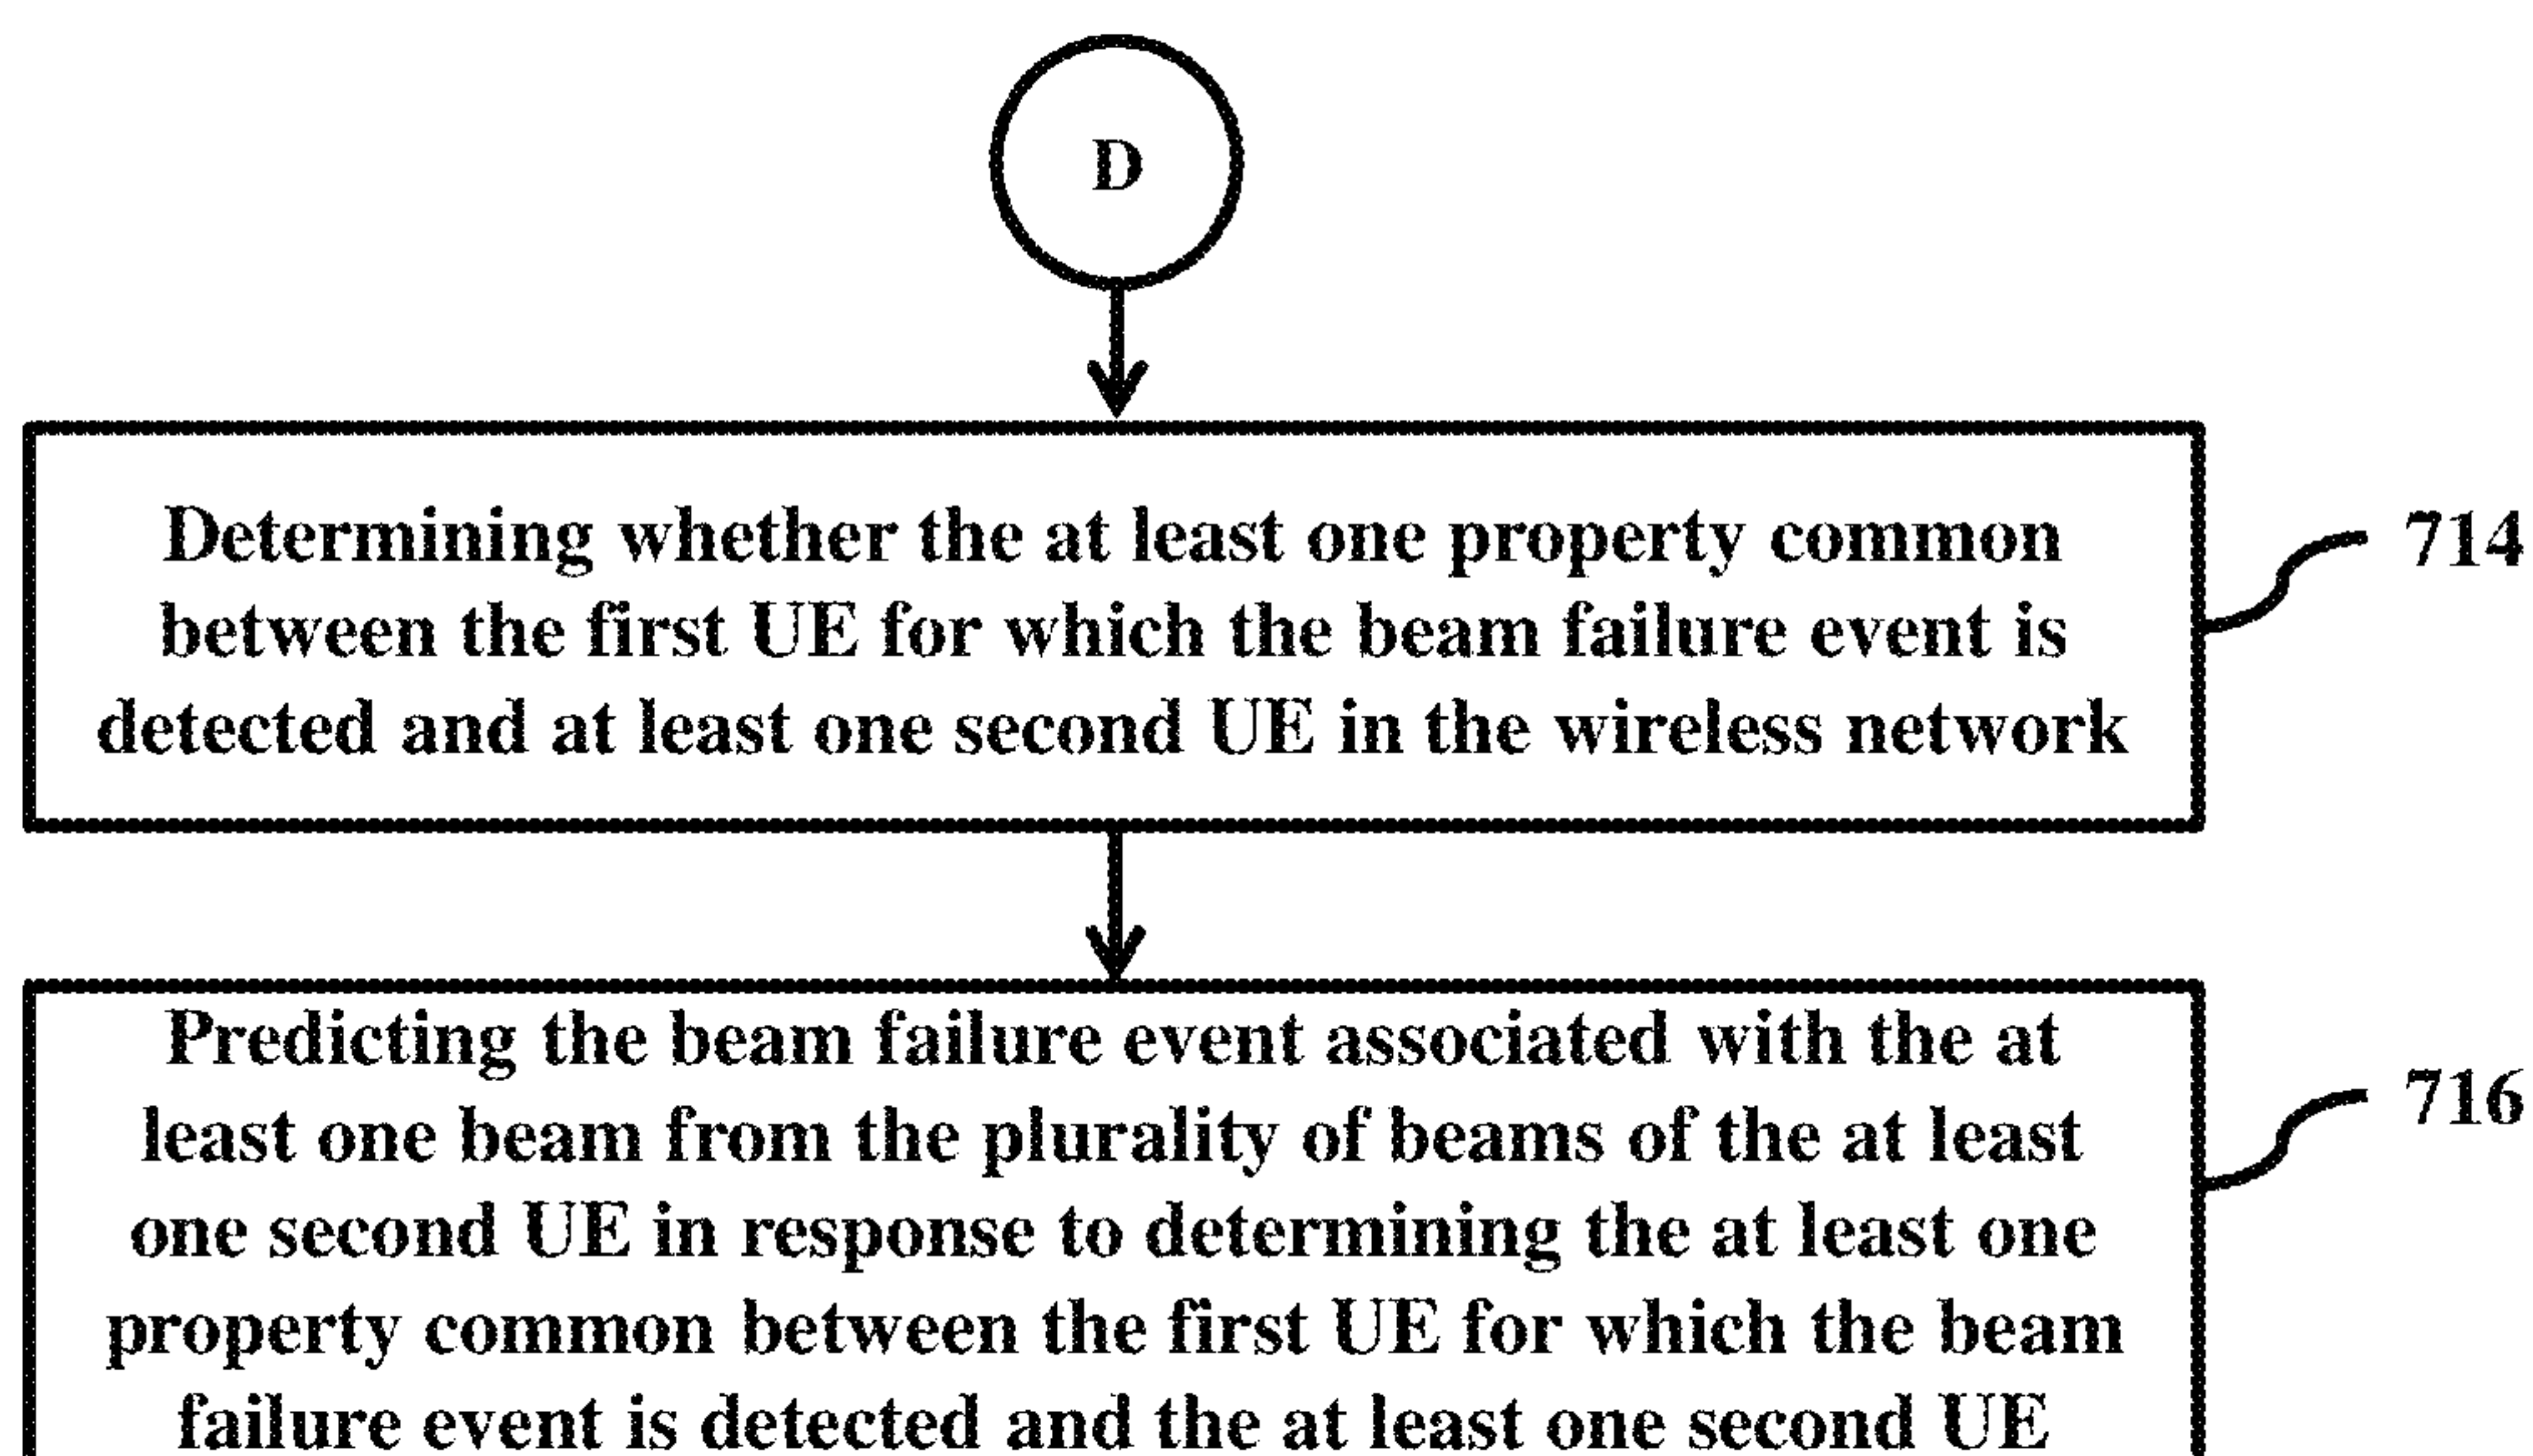 D
Determining whether the at least one property common
between the first UE for which the beam failure event is
detected and at least one second UE in the wireless network
714
Predicting the beam failure event associated with the at
least one beam from the plurality of beams of the at least
one second UE in response to determining the at least one
property common between the first UE for which the beam
failure event is detected and the at least one second UE
716